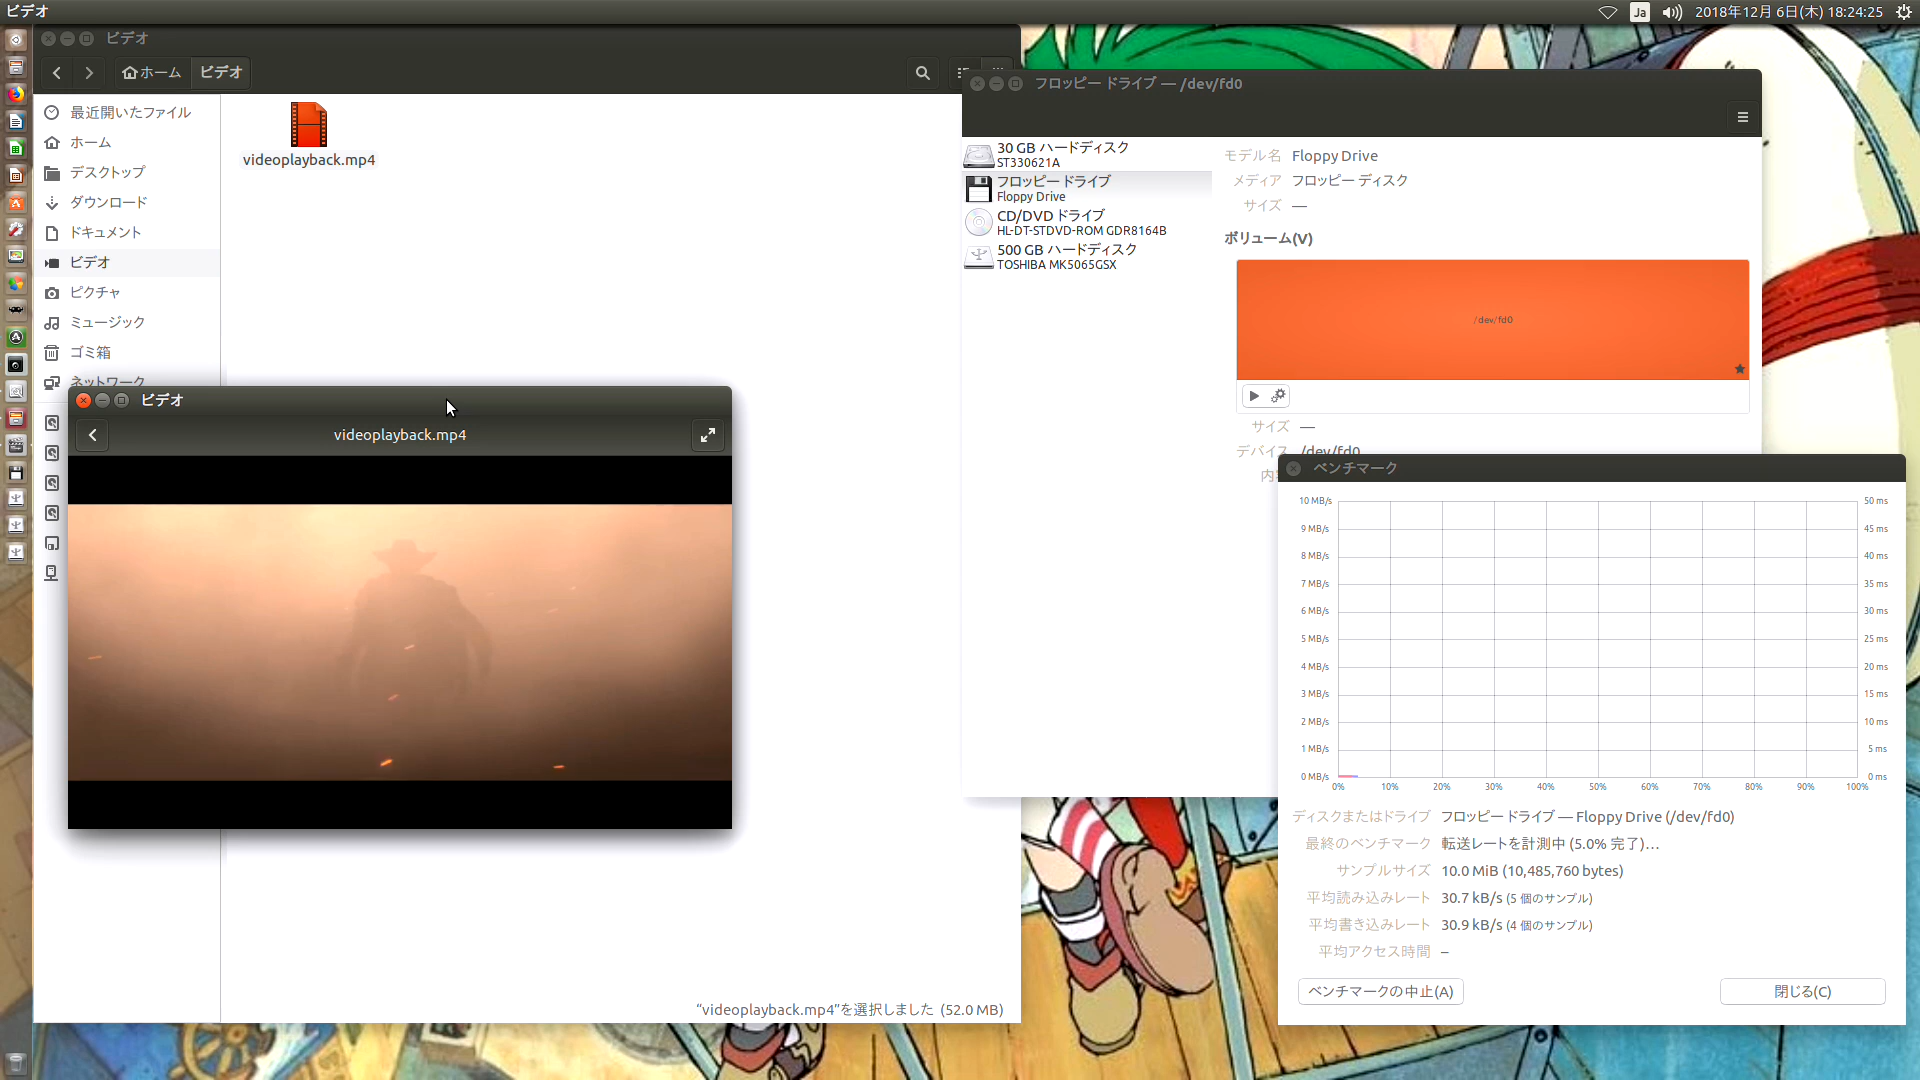 ビデオ
Ja
2018年12月 6日(木) 18:24:25
ビデオ
ホーム
ビデオ
最近開いたファイル
ホーム
デスクトップ
ダウンロード
ドキュメント
ビデオ
ピクチャ
ミュージック
ゴミ箱
ネットワーク
videoplayback.mp4
“videoplayback.mp4”を選択しました (52.0 MB)
ビデオ
videoplayback.mp4
フロッピー ドライブ — /dev/fd0
30 GB ハードディスク
ST330621A
フロッピー ドライブ
Floppy Drive
CD/DVD ドライブ
HL-DT-STDVD-ROM GDR8164B
500 GB ハードディスク
TOSHIBA MK5065GSX
モデル名 Floppy Drive
メディア フロッピー ディスク
サイズ —
ボリューム(V)
/dev/fd0
サイズ —
デバイス /dev/fd0
ベンチマーク
10 MB/s 50 ms
9 MB/s 45 ms
8 MB/s 40 ms
7 MB/s 35 ms
6 MB/s 30 ms
5 MB/s 25 ms
4 MB/s 20 ms
3 MB/s 15 ms
2 MB/s 10 ms
1 MB/s 5 ms
0 MB/s 0 ms
0% 10% 20% 30% 40% 50% 60% 70% 80% 90% 100%
ディスクまたはドライブ フロッピー ドライブ — Floppy Drive (/dev/fd0)
最終のベンチマーク 転送レートを計測中 (5.0% 完了)…
サンプルサイズ 10.0 MiB (10,485,760 bytes)
平均読み込みレート 30.7 kB/s (5 個のサンプル)
平均書き込みレート 30.9 kB/s (4 個のサンプル)
平均アクセス時間 –
ベンチマークの中止(A) 閉じる(C)